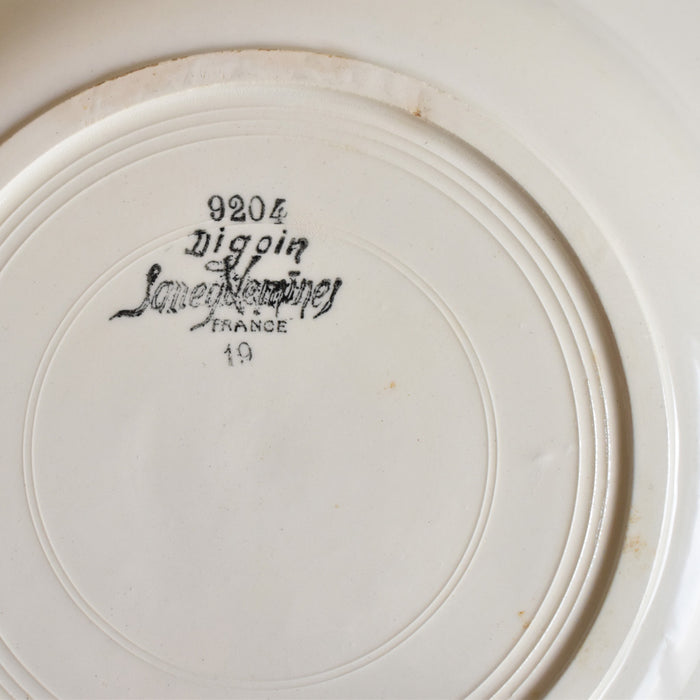 9204
Digoin
Sarreguemines
FRANCE
19